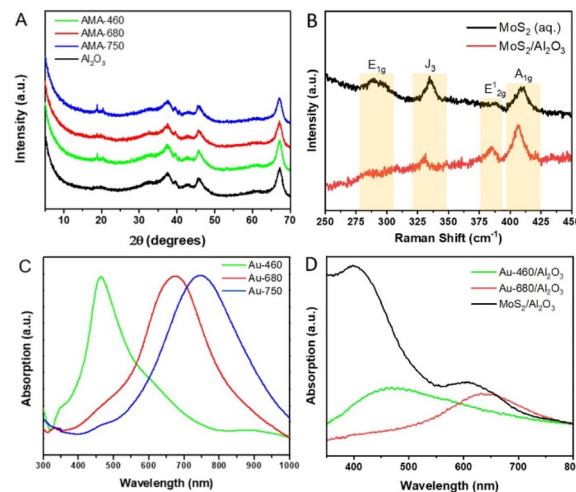 A
AMA-460
AMA-680
AMA-750
Al₂O₃
Intensity (a.u.)
10 20 30 40 50 60 70
2θ (degrees)
B
MoS₂ (aq.)
MoS₂/Al₂O₃
E₁g J₃ E¹₂g A₁g
Intensity (a.u.)
250 275 300 325 350 375 400 425 450
Raman Shift (cm⁻¹)
C
Au-460
Au-680
Au-750
Absorption (a.u.)
300 400 500 600 700 800 900 1000
Wavelength (nm)
D
Au-460/Al₂O₃
Au-680/Al₂O₃
MoS₂/Al₂O₃
Absorption (a.u.)
400 500 600 700 800
Wavelength (nm)